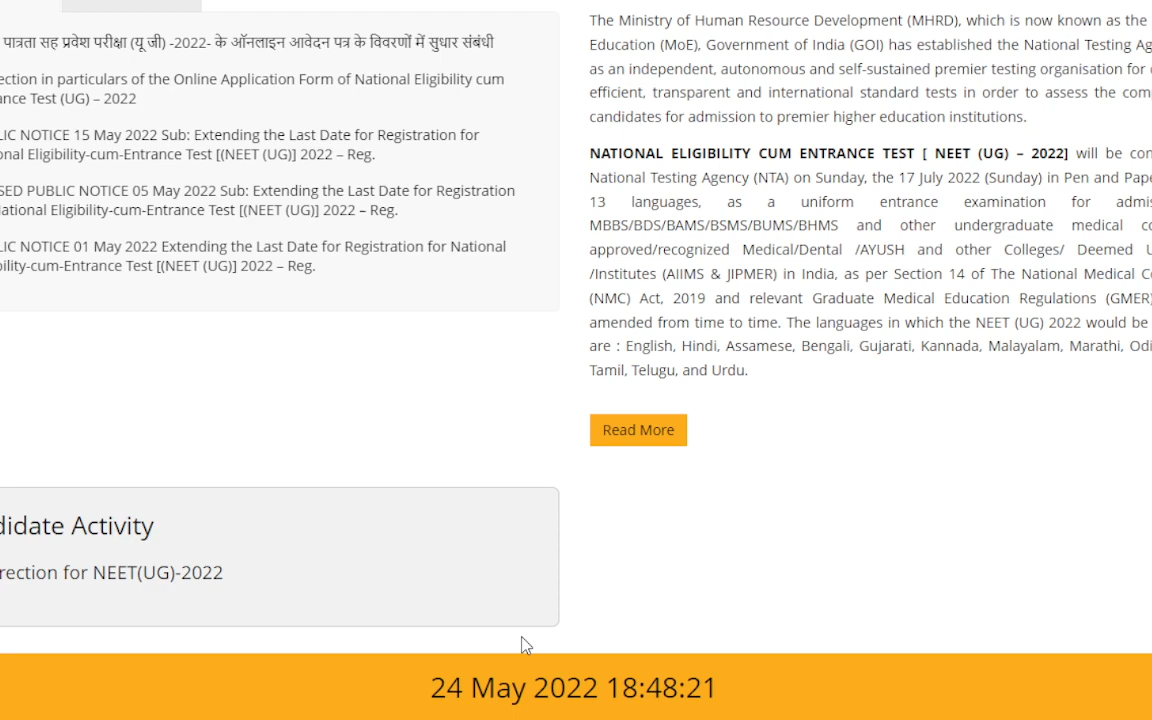 पात्रता सह प्रवेश परीक्षा (यू जी) -2022- के ऑनलाइन आवेदन पत्र के विवरणों में सुधार संबंधी
ection in particulars of the Online Application Form of National Eligibility cum
ance Test (UG) – 2022
LIC NOTICE 15 May 2022 Sub: Extending the Last Date for Registration for
onal Eligibility-cum-Entrance Test [(NEET (UG)] 2022 – Reg.
SED PUBLIC NOTICE 05 May 2022 Sub: Extending the Last Date for Registration
lational Eligibility-cum-Entrance Test [(NEET (UG)] 2022 – Reg.
LIC NOTICE 01 May 2022 Extending the Last Date for Registration for National
bility-cum-Entrance Test [(NEET (UG)] 2022 – Reg.
The Ministry of Human Resource Development (MHRD), which is now known as the
Education (MoE), Government of India (GOI) has established the National Testing Ag
as an independent, autonomous and self-sustained premier testing organisation for
efficient, transparent and international standard tests in order to assess the com
candidates for admission to premier higher education institutions.
NATIONAL ELIGIBILITY CUM ENTRANCE TEST [ NEET (UG) – 2022] will be con
National Testing Agency (NTA) on Sunday, the 17 July 2022 (Sunday) in Pen and Pape
13 languages, as a uniform entrance examination for admis
MBBS/BDS/BAMS/BSMS/BUMS/BHMS and other undergraduate medical co
approved/recognized Medical/Dental /AYUSH and other Colleges/ Deemed U
/Institutes (AIIMS & JIPMER) in India, as per Section 14 of The National Medical C
(NMC) Act, 2019 and relevant Graduate Medical Education Regulations (GMER)
amended from time to time. The languages in which the NEET (UG) 2022 would be
are : English, Hindi, Assamese, Bengali, Gujarati, Kannada, Malayalam, Marathi, Odi
Tamil, Telugu, and Urdu.
Read More
didate Activity
rection for NEET(UG)-2022
24 May 2022 18:48:21